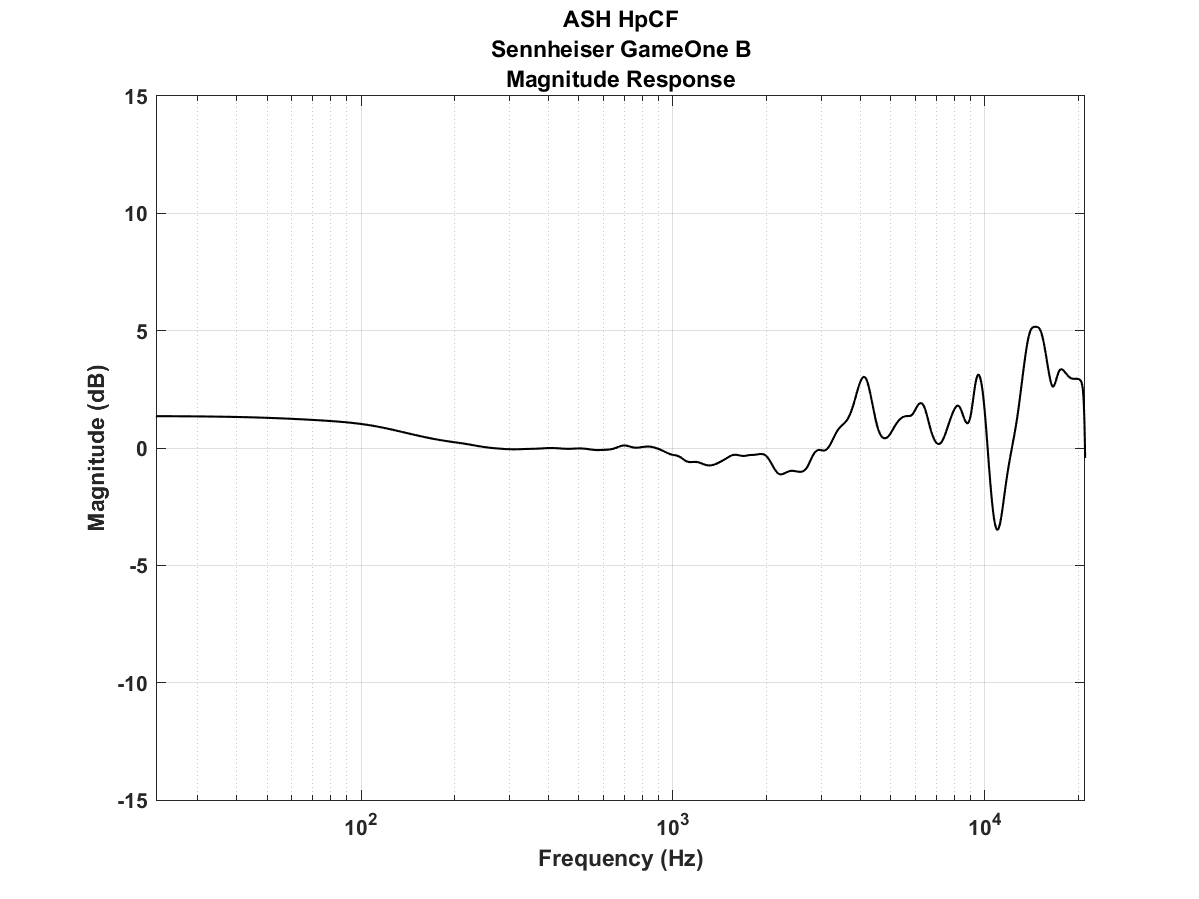 ASH HpCF
Sennheiser GameOne B
Magnitude Response
15
10
5
0
-5
-10
-15
Magnitude (dB)
10² 10³ 10⁴
Frequency (Hz)